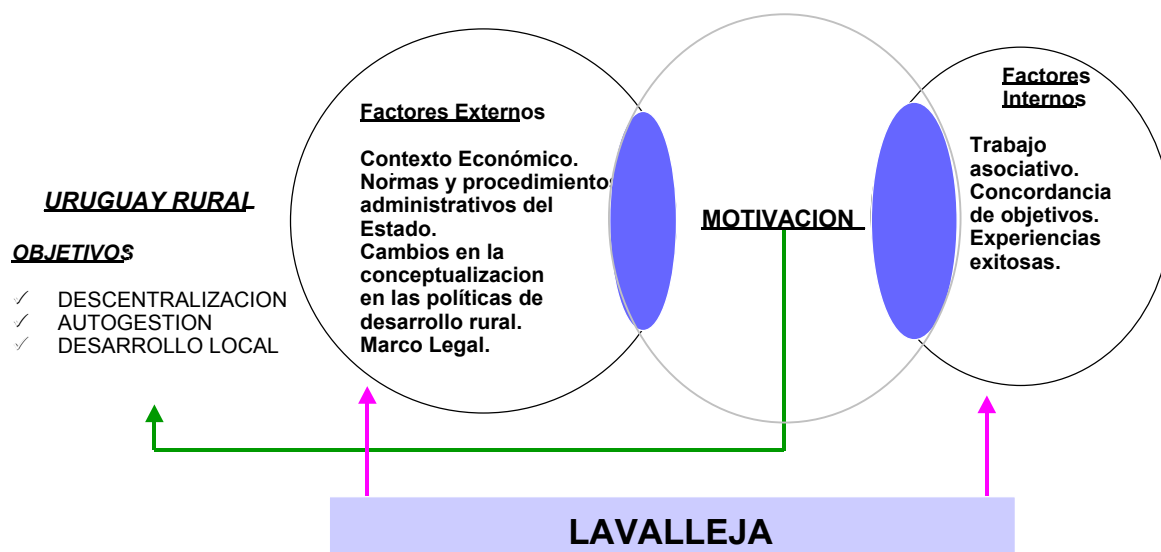 URUGUAY RURAL
OBJETIVOS
✓ DESCENTRALIZACION
✓ AUTOGESTION
✓ DESARROLLO LOCAL
Factores Externos
Contexto Económico.
Normas y procedimientos
administrativos del
Estado.
Cambios en la
conceptualizacion
en las políticas de
desarrollo rural.
Marco Legal.
MOTIVACION
Factores
Internos
Trabajo
asociativo.
Concordancia
de objetivos.
Experiencias
exitosas.
LAVALLEJA